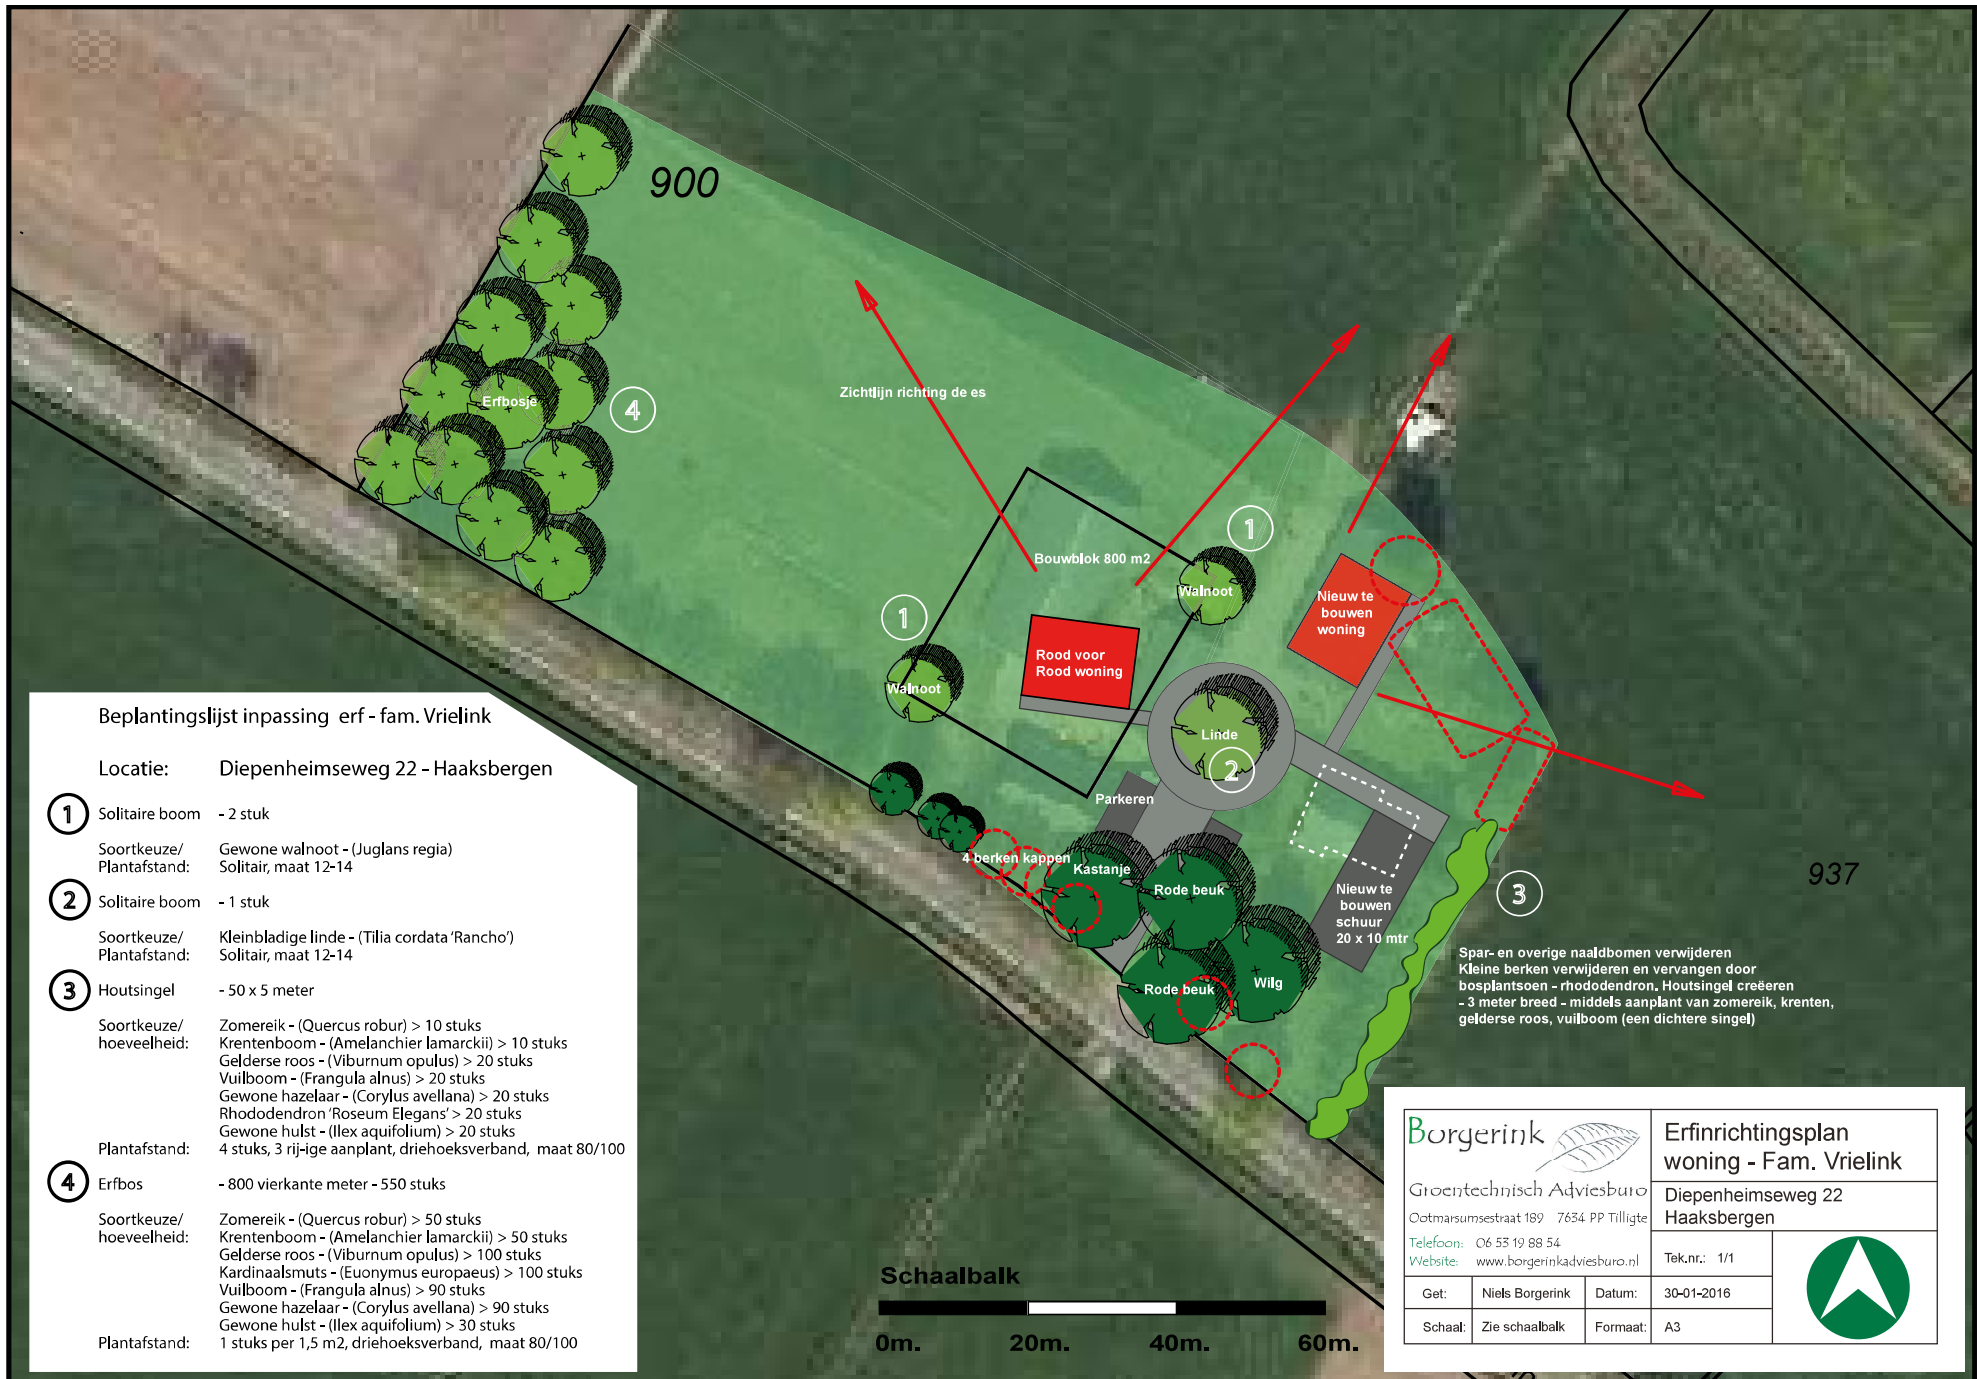 900
Zichtlijn richting de es
Erfbosje
4
1
Bouwblok 800 m2
Walnoot
Nieuw te
bouwen
woning
1
Rood voor
Rood woning
Walnoot
Linde
2
Parkeren
4 berken kappen
Kastanje
Rode beuk
Nieuw te
bouwen
schuur
20 x 10 mtr
3
937
Rode beuk
Wilg
Spar- en overige naaldbomen verwijderen
Kleine berken verwijderen en vervangen door
bosplantsoen - rhododendron. Houtsingel creëeren
- 3 meter breed - middels aanplant van zomereik, krenten,
gelderse roos, vuilboom (een dichtere singel)
Beplantingslijst inpassing erf - fam. Vrielink
Locatie: Diepenheimseweg 22 - Haaksbergen
1 Solitaire boom - 2 stuk
Soortkeuze/ Gewone walnoot - (Juglans regia)
Plantafstand: Solitair, maat 12-14
2 Solitaire boom - 1 stuk
Soortkeuze/ Kleinbladige linde - (Tilia cordata 'Rancho')
Plantafstand: Solitair, maat 12-14
3 Houtsingel - 50 x 5 meter
Soortkeuze/ Zomereik - (Quercus robur) > 10 stuks
hoeveelheid: Krentenboom - (Amelanchier lamarckii) > 10 stuks
Gelderse roos - (Viburnum opulus) > 20 stuks
Vuilboom - (Frangula alnus) > 20 stuks
Gewone hazelaar - (Corylus avellana) > 20 stuks
Rhododendron 'Roseum Elegans' > 20 stuks
Gewone hulst - (Ilex aquifolium) > 20 stuks
Plantafstand: 4 stuks, 3 rij-ige aanplant, driehoeksverband, maat 80/100
4 Erfbos - 800 vierkante meter - 550 stuks
Soortkeuze/ Zomereik - (Quercus robur) > 50 stuks
hoeveelheid: Krentenboom - (Amelanchier lamarckii) > 50 stuks
Gelderse roos - (Viburnum opulus) > 100 stuks
Kardinaalsmuts - (Euonymus europaeus) > 100 stuks
Vuilboom - (Frangula alnus) > 90 stuks
Gewone hazelaar - (Corylus avellana) > 90 stuks
Gewone hulst - (Ilex aquifolium) > 30 stuks
Plantafstand: 1 stuks per 1,5 m2, driehoeksverband, maat 80/100
Schaalbalk
0m. 20m. 40m. 60m.
Borgerink
Groentechnisch Adviesburo
Ootmarsumsestraat 189 7634 PP Tilligte
Telefoon: 06 53 19 88 54
Website: www.borgerinkadviesburo.nl
Erfinrichtingsplan
woning - Fam. Vrielink
Diepenheimseweg 22
Haaksbergen
Tek.nr.: 1/1
Get: Niels Borgerink Datum: 30-01-2016
Schaal: Zie schaalbalk Formaat: A3